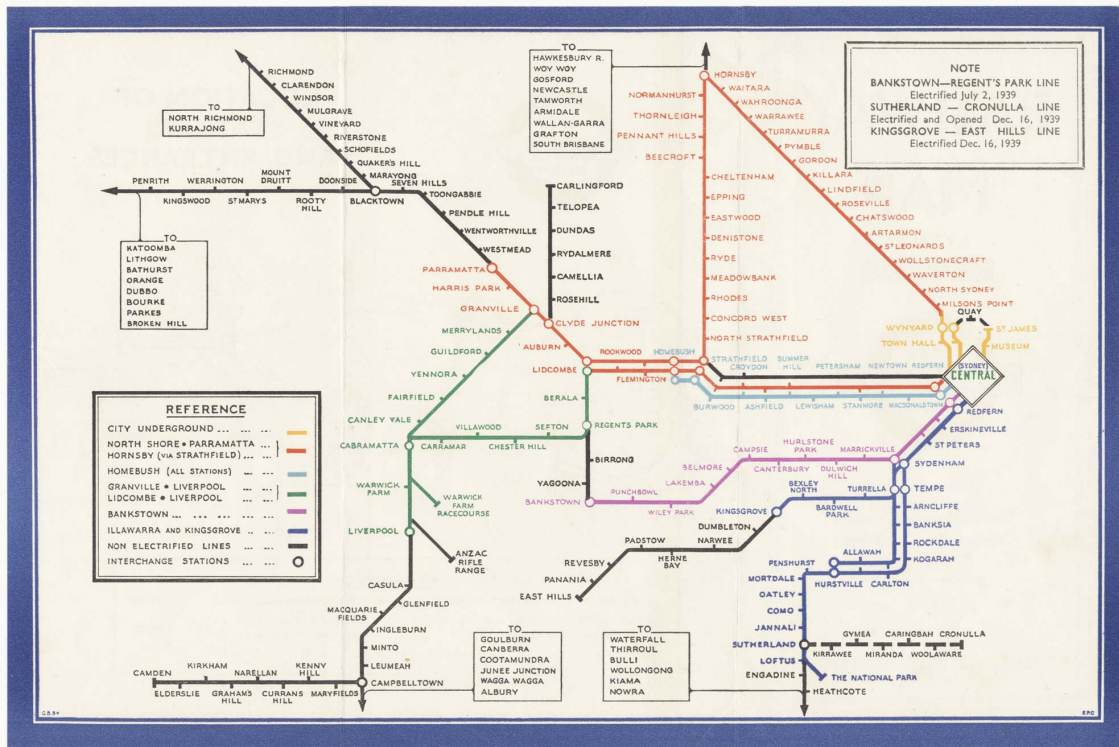 NOTE
BANKSTOWN—REGENT'S PARK LINE
Electrified July 2, 1939
SUTHERLAND — CRONULLA LINE
Electrified and Opened Dec. 16, 1939
KINGSGROVE — EAST HILLS LINE
Electrified Dec. 16, 1939
TO
HAWKESBURY R.
WOY WOY
GOSFORD
NEWCASTLE
TAMWORTH
ARMIDALE
WALLAN-GARRA
GRAFTON
SOUTH BRISBANE
TO
NORTH RICHMOND
KURRAJONG
RICHMOND
CLARENDON
WINDSOR
MULGRAVE
VINEYARD
RIVERSTONE
SCHOFIELDS
QUAKER'S HILL
MARAYONG
PENRITH
KINGSWOOD
WERRINGTON
ST MARYS
MOUNT
DRUITT
ROOTY
HILL
DOONSIDE
BLACKTOWN
SEVEN HILLS
TOONGABBIE
PENDLE HILL
WENTWORTHVILLE
WESTMEAD
PARRAMATTA
HARRIS PARK
GRANVILLE
CLYDE JUNCTION
AUBURN
LIDCOMBE
TO
KATOOMBA
LITHGOW
BATHURST
ORANGE
DUBBO
BOURKE
PARKES
BROKEN HILL
CARLINGFORD
TELOPEA
DUNDAS
RYDALMERE
CAMELLIA
ROSEHILL
HORNSBY
NORMANHURST
THORNLEIGH
PENNANT HILLS
BEECROFT
CHELTENHAM
EPPING
EASTWOOD
DENISTONE
RYDE
MEADOWBANK
RHODES
CONCORD WEST
NORTH STRATHFIELD
WAITARA
WAHROONGA
WARRAWEE
TURRAMURRA
PYMBLE
GORDON
KILLARA
LINDFIELD
ROSEVILLE
CHATSWOOD
ARTARMON
ST LEONARDS
WOLLSTONECRAFT
WAVERTON
NORTH SYDNEY
MILSONS POINT
QUAY
WYNYARD
TOWN HALL
ST JAMES
MUSEUM
(SYDNEY)
CENTRAL
ROOKWOOD
HOMEBUSH
FLEMINGTON
STRATHFIELD
CROYDON
SUMMER
HILL
PETERSHAM
NEWTOWN
REDFERN
BURWOOD
ASHFIELD
LEWISHAM
STANMORE
MACDONALDTOWN
MERRYLANDS
GUILDFORD
YENNORA
FAIRFIELD
CANLEY VALE
CABRAMATTA
CARRAMAR
VILLAWOOD
CHESTER HILL
SEFTON
REGENTS PARK
BERALA
BIRRONG
YAGOONA
BANKSTOWN
PUNCHBOWL
WILEY PARK
LAKEMBA
BELMORE
CAMPSIE
CANTERBURY
HURLSTONE
PARK
DULWICH
HILL
MARRICKVILLE
REDFERN
ERSKINEVILLE
ST PETERS
SYDENHAM
TEMPE
ARNCLIFFE
BANKSIA
ROCKDALE
KOGARAH
CARLTON
ALLAWAH
HURSTVILLE
PENSHURST
MORTDALE
OATLEY
COMO
JANNALI
SUTHERLAND
LOFTUS
ENGADINE
HEATHCOTE
THE NATIONAL PARK
KIRRAWEE
GYMEA
MIRANDA
CARINGBAH
WOOLAWARE
CRONULLA
TURRELLA
BARDWELL
PARK
BEXLEY
NORTH
KINGSGROVE
DUMBLETON
NARWEE
HERNE
BAY
PADSTOW
REVESBY
PANANIA
EAST HILLS
WARWICK
FARM
WARWICK
FARM
RACECOURSE
LIVERPOOL
ANZAC
RIFLE
RANGE
CASULA
GLENFIELD
MACQUARIE
FIELDS
INGLEBURN
MINTO
LEUMEAH
CAMPBELLTOWN
CAMDEN
ELDERSLIE
KIRKHAM
GRAHAM'S
HILL
NARELLAN
CURRANS
HILL
KENNY
HILL
MARYFIELDS
TO
GOULBURN
CANBERRA
COOTAMUNDRA
JUNEE JUNCTION
WAGGA WAGGA
ALBURY
TO
WATERFALL
THIRROUL
BULLI
WOLLONGONG
KIAMA
NOWRA
REFERENCE
CITY UNDERGROUND
NORTH SHORE • PARRAMATTA
HORNSBY (VIA STRATHFIELD)
HOMEBUSH (ALL STATIONS)
GRANVILLE • LIVERPOOL
LIDCOMBE • LIVERPOOL
BANKSTOWN
ILLAWARRA AND KINGSGROVE
NON ELECTRIFIED LINES
INTERCHANGE STATIONS